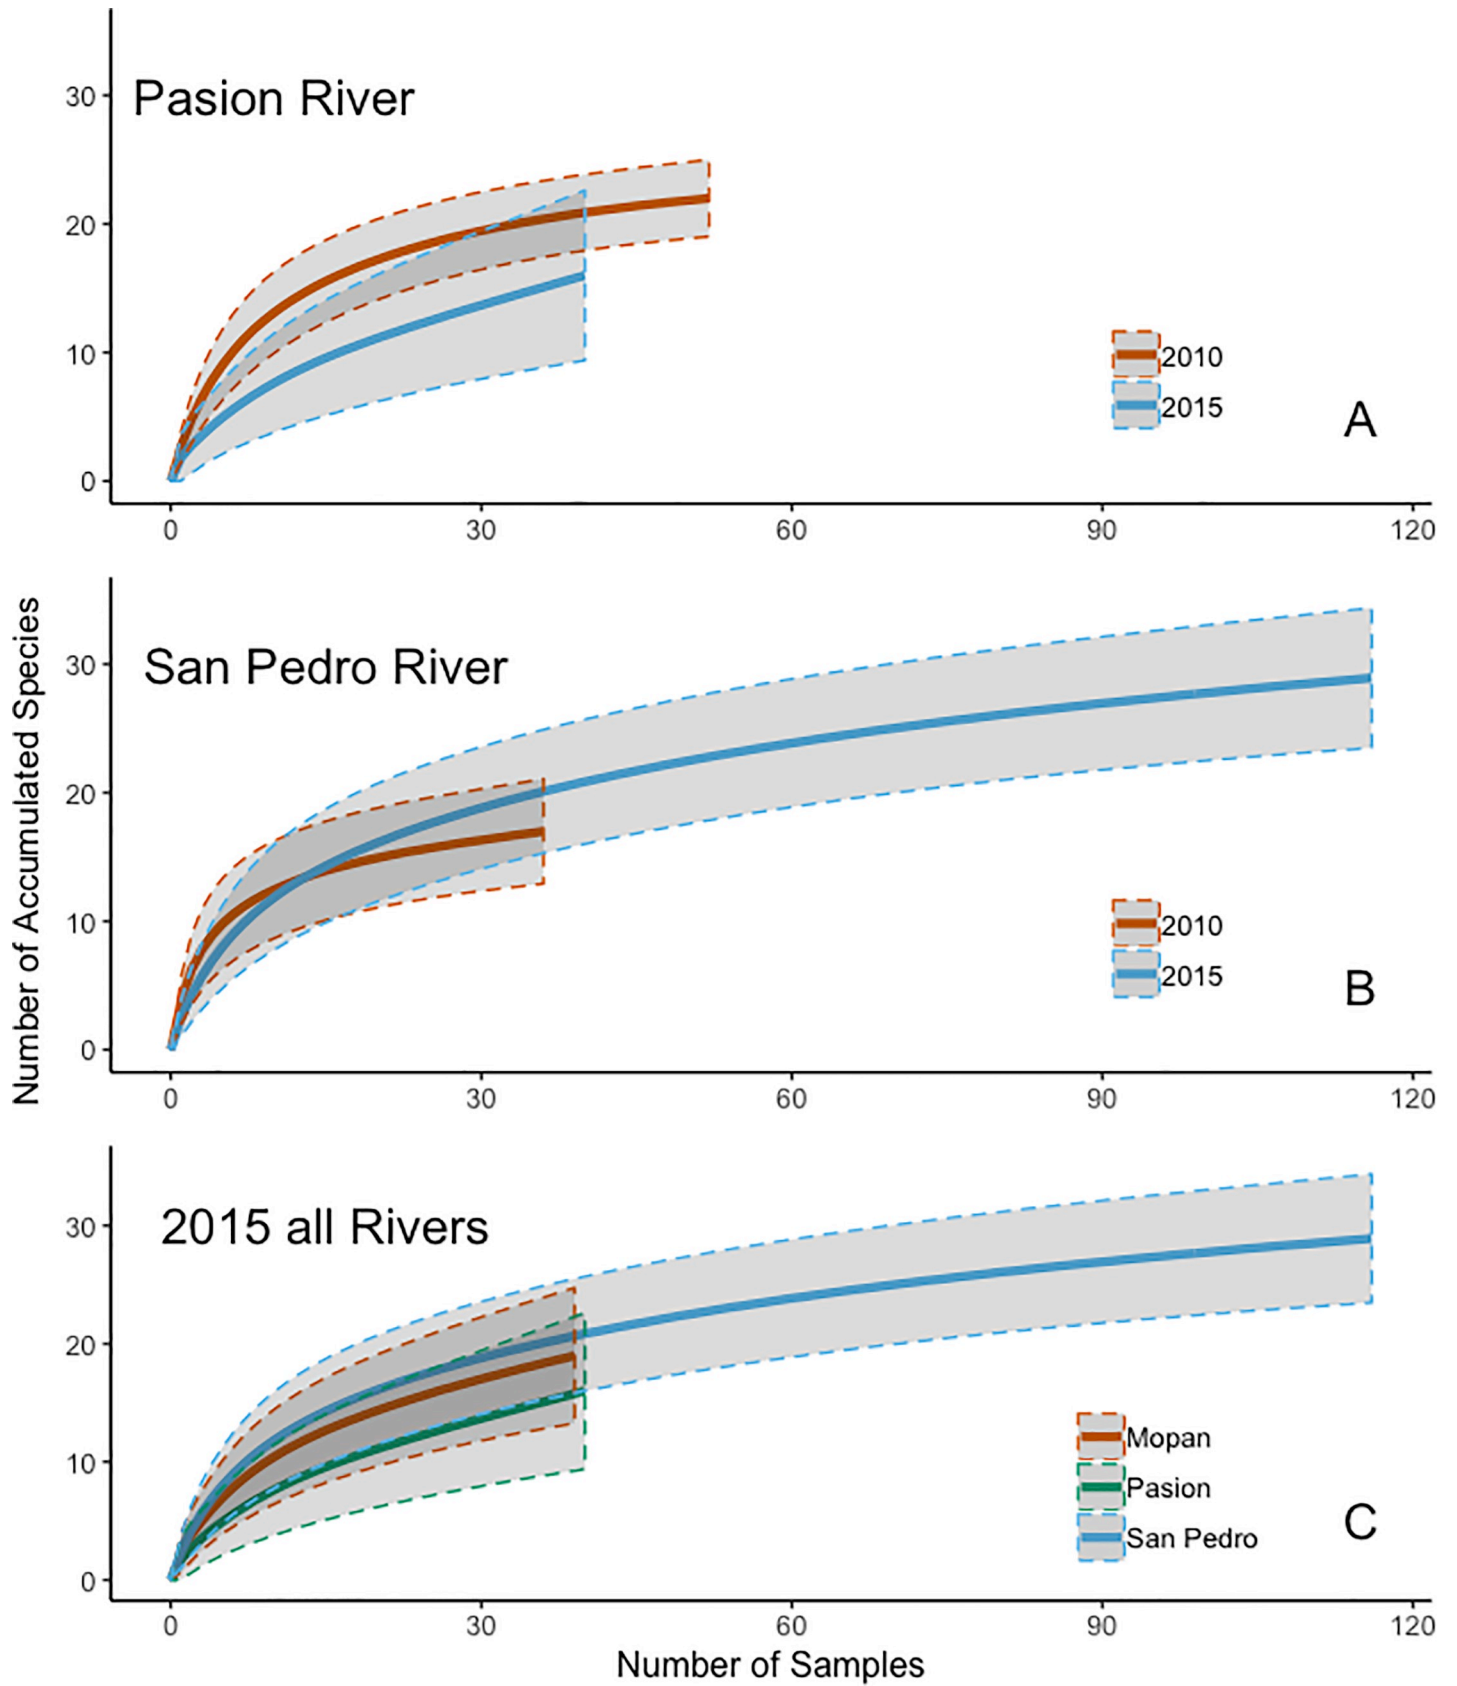 Pasion River
30
20
10
0
2010
2015
A
0 30 60 90 120
Number of Accumulated Species
San Pedro River
30
20
10
0
2010
2015
B
0 30 60 90 120
2015 all Rivers
30
20
10
0
Mopan
Pasion
San Pedro
C
0 30 60 90 120
Number of Samples